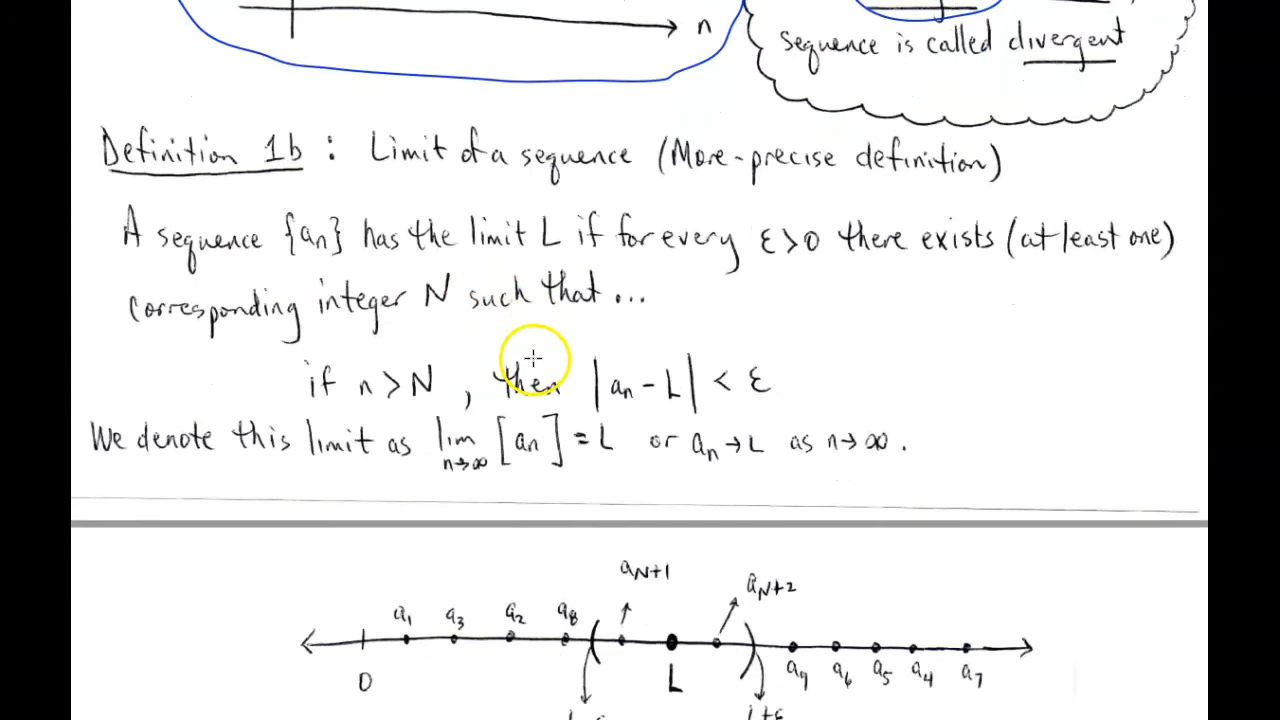 n
sequence is called divergent
Definition 1b : Limit of a sequence (More-precise definition)
A sequence {aₙ} has the limit L if for every ε>0 there exists (at least one)
corresponding integer N such that...
if n > N , then |aₙ - L| < ε
We denote this limit as lim n→∞ [aₙ] = L or aₙ → L as n→∞.
a_N+1 a_N+2
a₁ a₃ a₂ a₈
0 L a₉ a₆ a₅ a₄ a₇